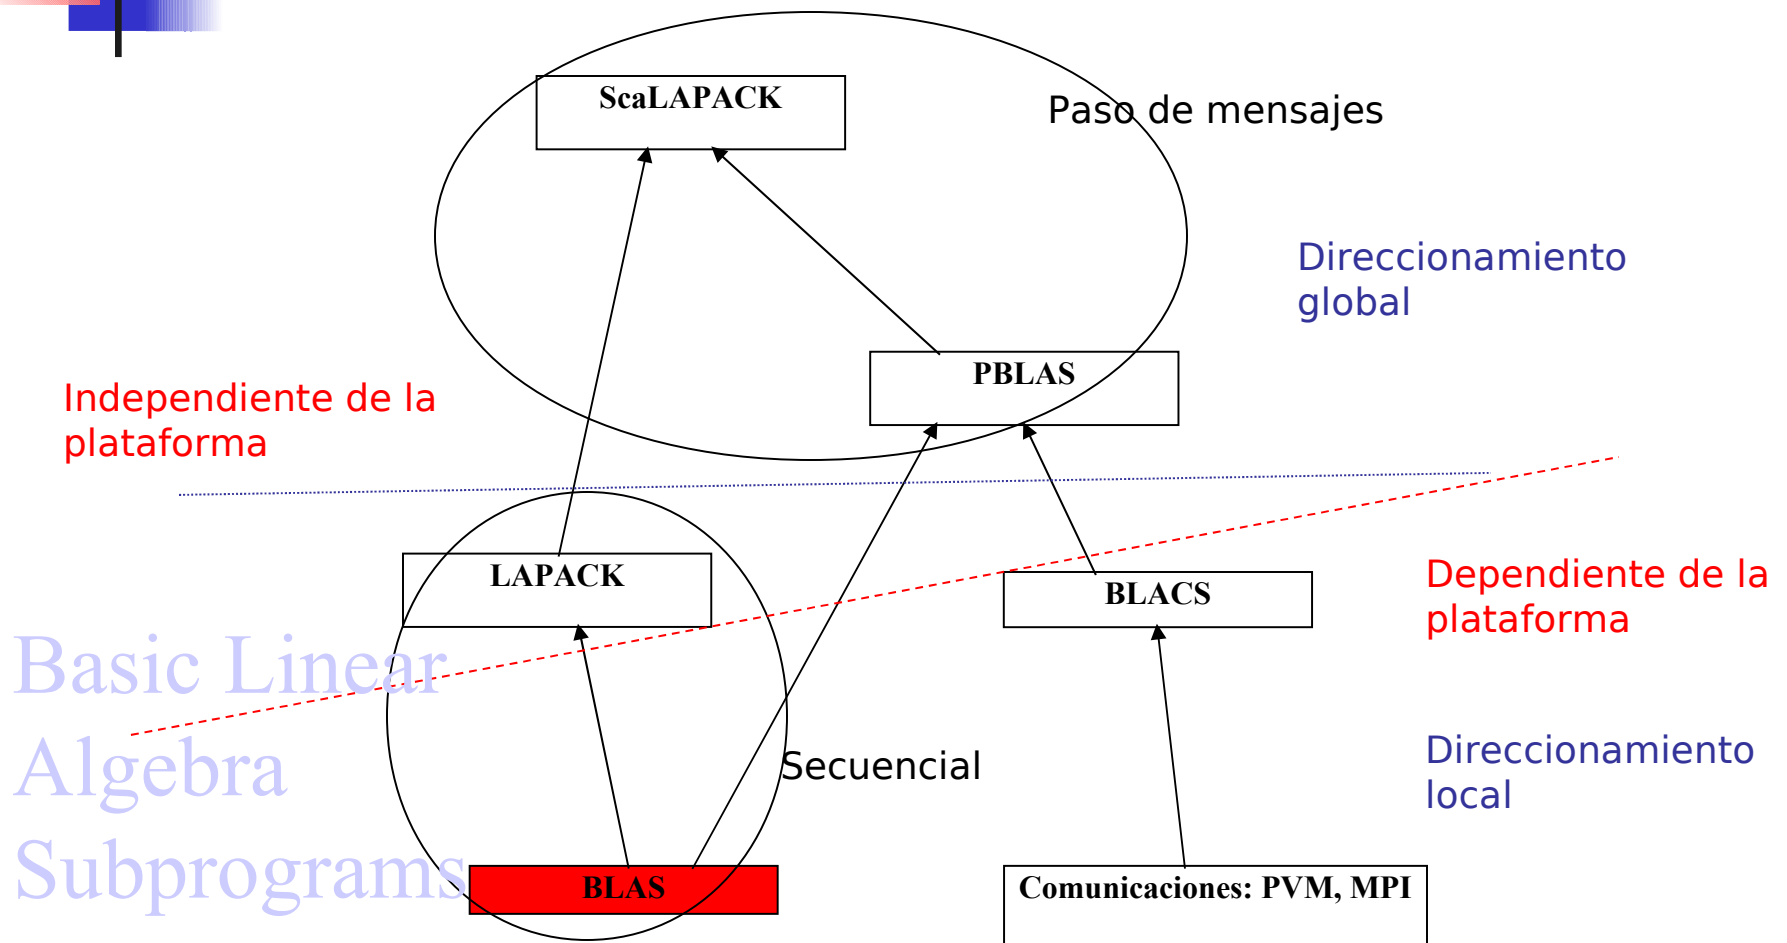 ScaLAPACK
Paso de mensajes
Direccionamiento
global
PBLAS
Independiente de la
plataforma
LAPACK
BLACS
Dependiente de la
plataforma
Basic Linear
Algebra
Subprograms
Secuencial
Direccionamiento
local
BLAS
Comunicaciones: PVM, MPI